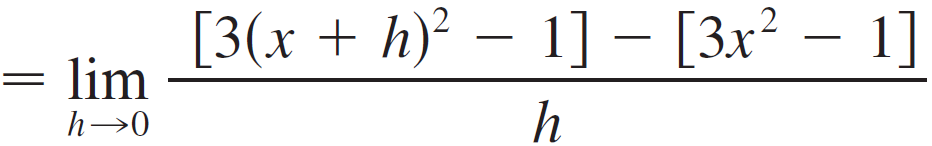 = lim h→0 [3(x + h)² − 1] − [3x² − 1] / h